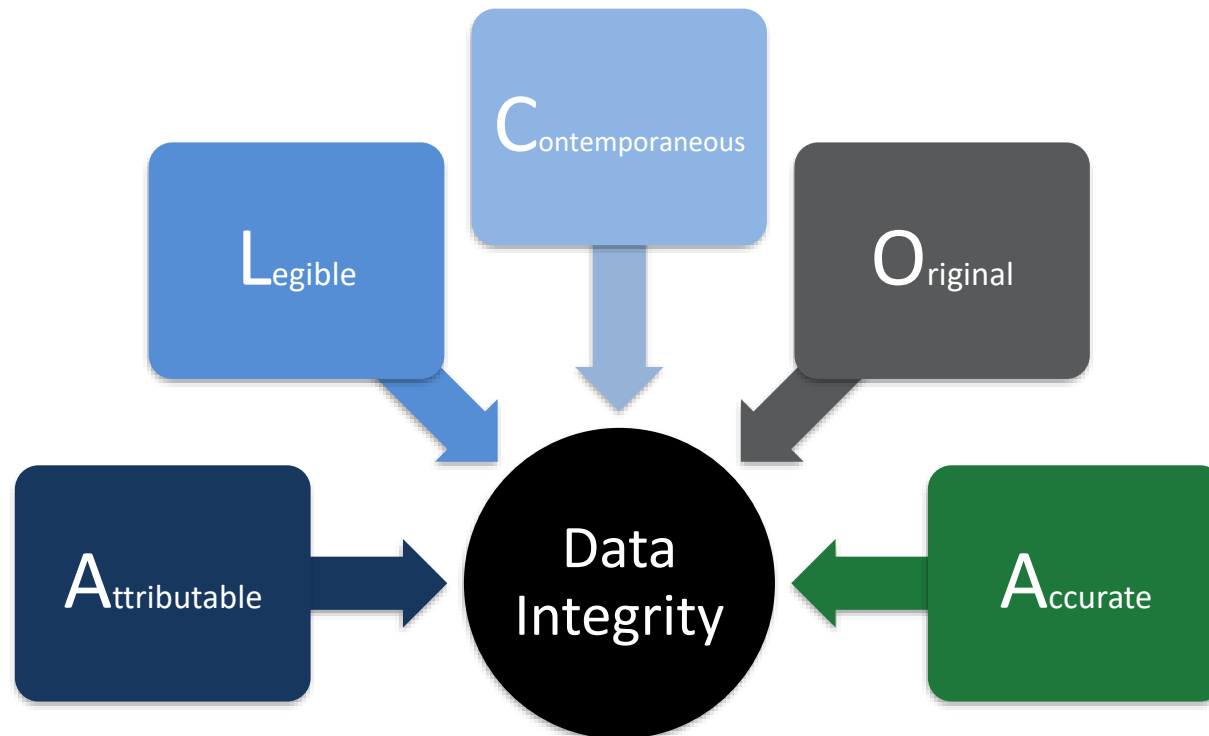 Attributable
Legible
Contemporaneous
Original
Accurate
Data
Integrity